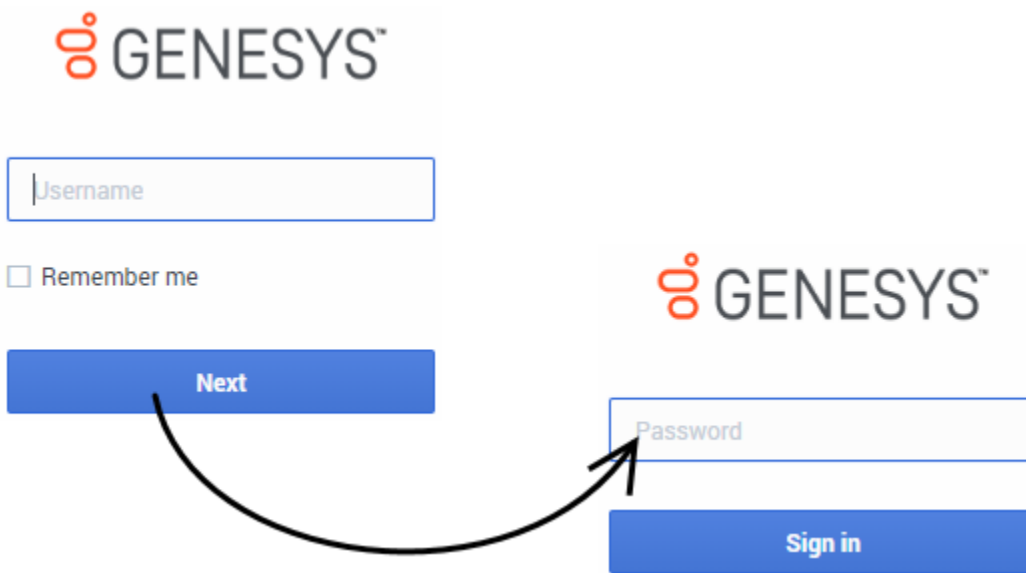 GENESYS™
Username
Remember me
Next
GENESYS™
Password
Sign in